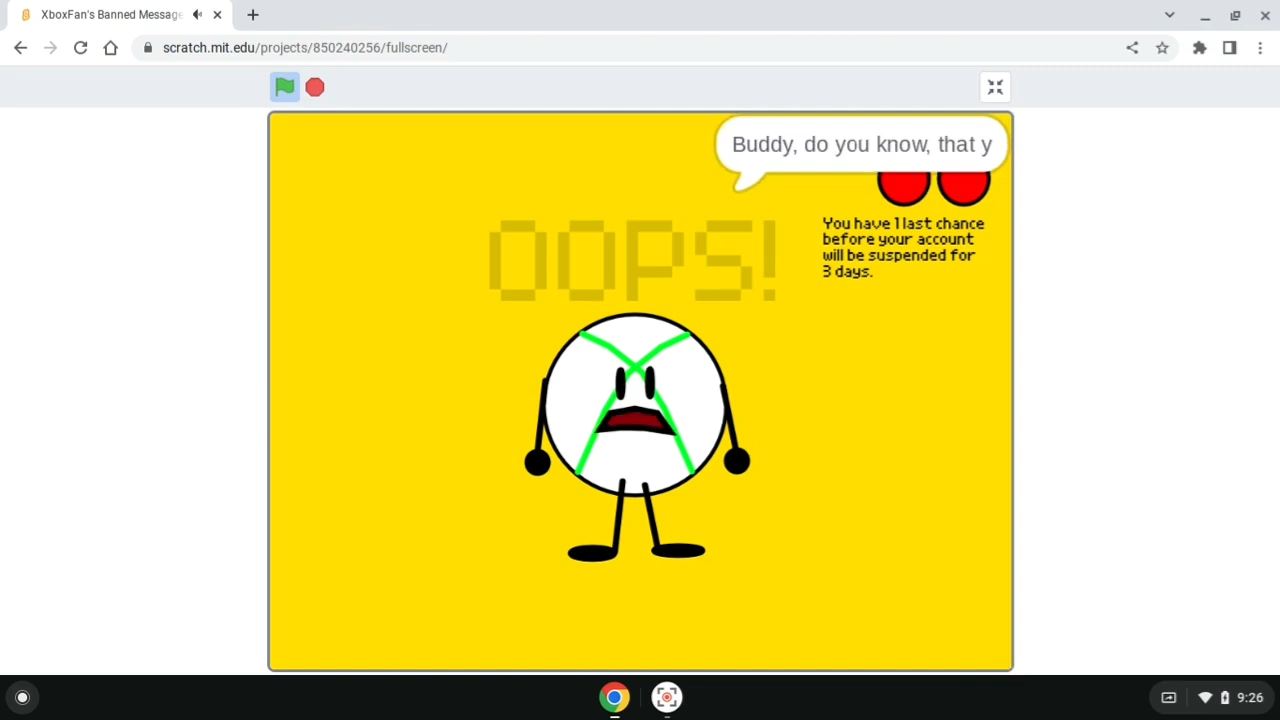 XboxFan's Banned Message
scratch.mit.edu/projects/850240256/fullscreen/
Buddy, do you know, that y
OOPS!
You have 1 last chance
before your account
will be suspended for
3 days.
9:26